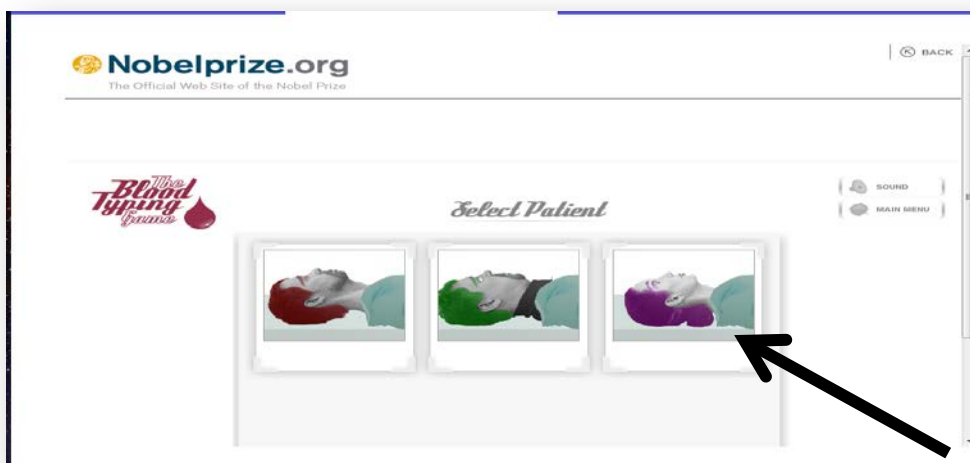 Nobelprize.org
BACK
The Official Web Site of the Nobel Prize
The
Blood
Typing
Game
Select Patient
SOUND
MAIN MENU